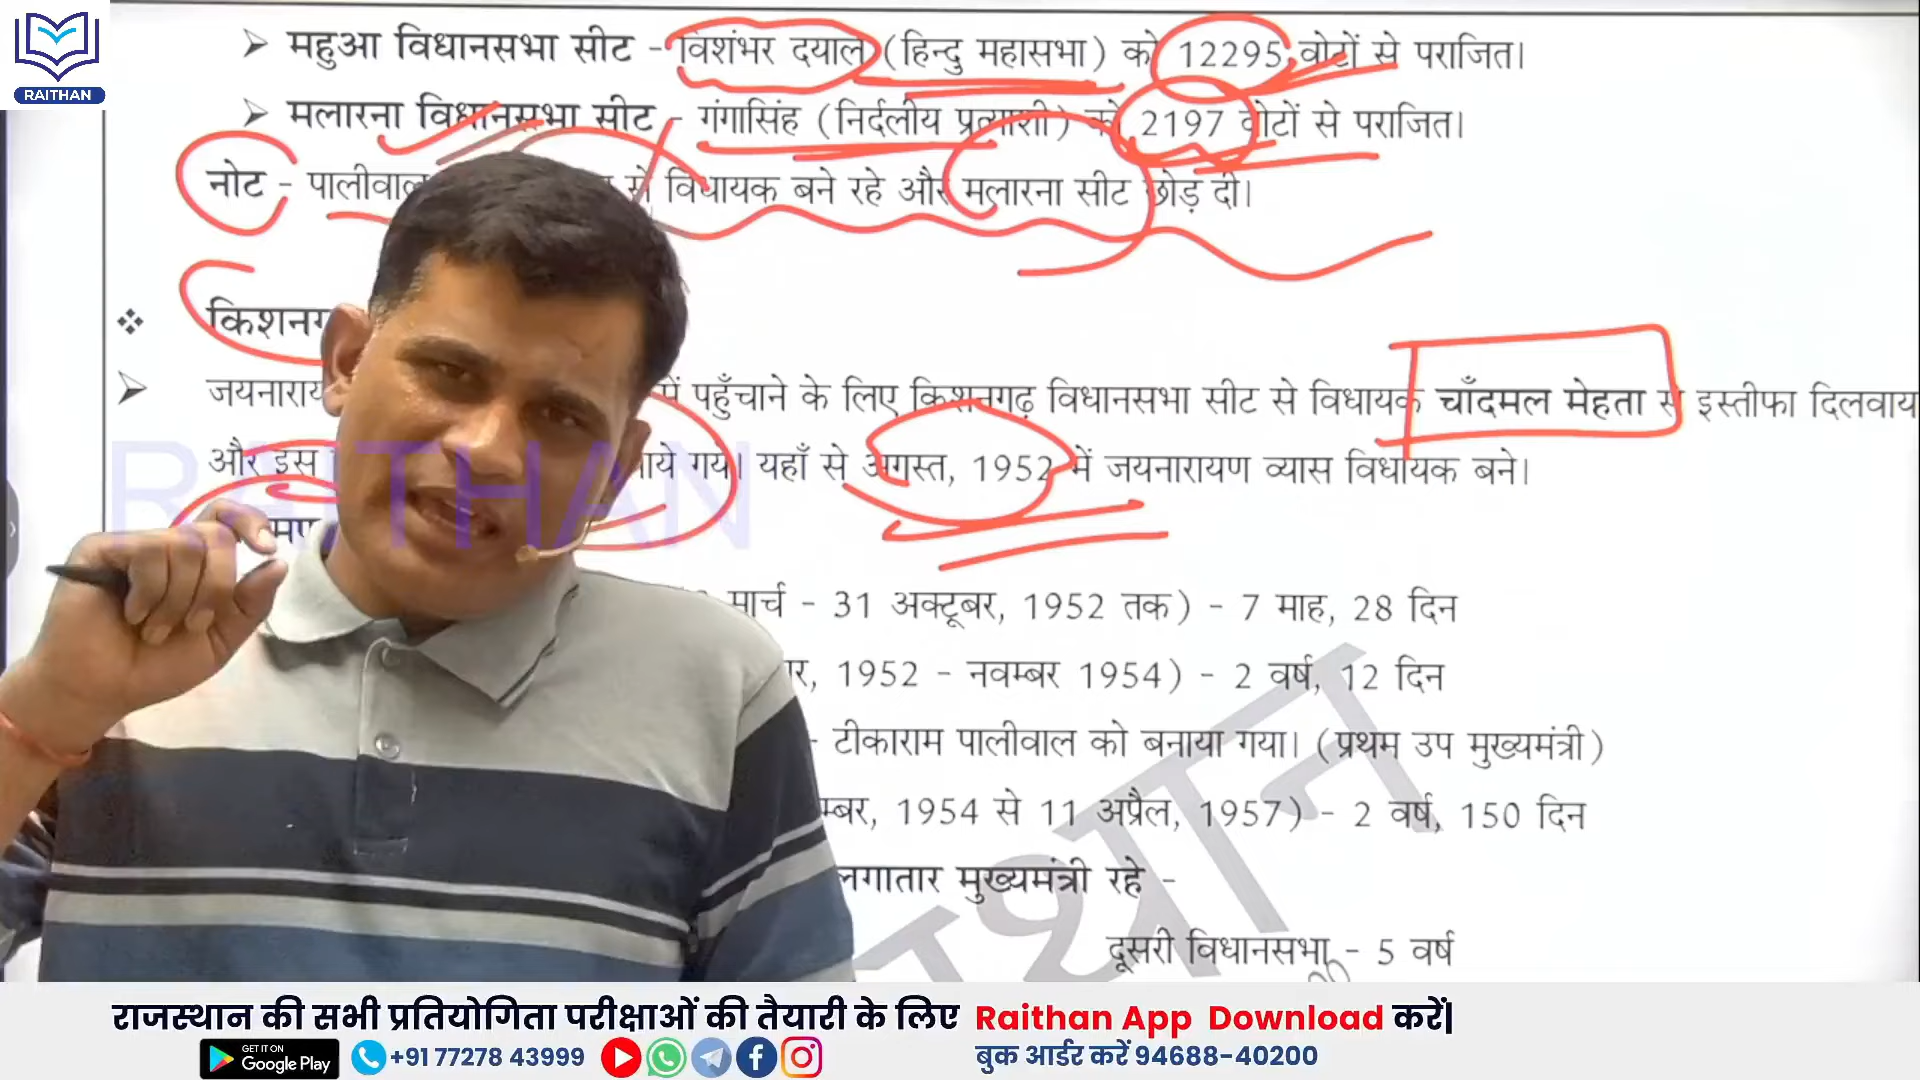 RAITHAN
➢ महुआ विधानसभा सीट - विशंभर दयाल (हिन्दु महासभा) को 12295 वोटों से पराजित।
➢ मलारना विधानसभा सीट - गंगासिंह (निर्दलीय प्रत्याशी) को 2197 वोटों से पराजित।
नोट - पालीवाल से विधायक बने रहे और मलारना सीट छोड़ दी।
❖
➢ पहुँचाने के लिए किशनगढ़ विधानसभा सीट से विधायक चाँदमल मेहता से इस्तीफा दिलवाय
और इस गये। यहाँ से अगस्त, 1952 में जयनारायण व्यास विधायक बने।
RAITHAN
मार्च - 31 अक्टूबर, 1952 तक) - 7 माह, 28 दिन
1952 - नवम्बर 1954) - 2 वर्ष, 12 दिन
- टीकाराम पालीवाल को बनाया गया। (प्रथम उप मुख्यमंत्री)
1954 से 11 अप्रैल, 1957) - 2 वर्ष, 150 दिन
लगातार मुख्यमंत्री रहे -
दूसरी विधानसभा - 5 वर्ष
राजस्थान की सभी प्रतियोगिता परीक्षाओं की तैयारी के लिए Raithan App Download करें|
GET IT ON
Google Play
+91 77278 43999
बुक आर्डर करें 94688-40200